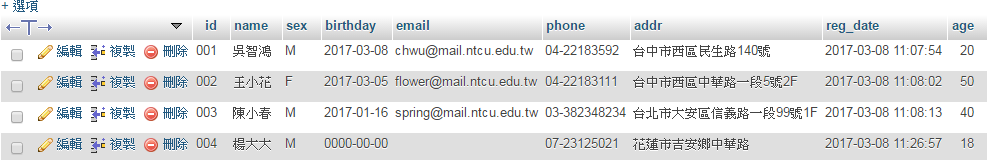 + 選項
←T→ id name sex birthday email phone addr reg_date age
編輯 複製 刪除 001 吳智鴻 M 2017-03-08 chwu@mail.ntcu.edu.tw 04-22183592 台中市西區民生路140號 2017-03-08 11:07:54 20
編輯 複製 刪除 002 王小花 F 2017-03-05 flower@mail.ntcu.edu.tw 04-22183111 台中市西區中華路一段5號2F 2017-03-08 11:08:02 50
編輯 複製 刪除 003 陳小春 M 2017-01-16 spring@mail.ntcu.edu.tw 03-382348234 台北市大安區信義路一段99號1F 2017-03-08 11:08:13 40
編輯 複製 刪除 004 楊大大 M 0000-00-00 07-23125021 花蓮市吉安鄉中華路 2017-03-08 11:26:57 18